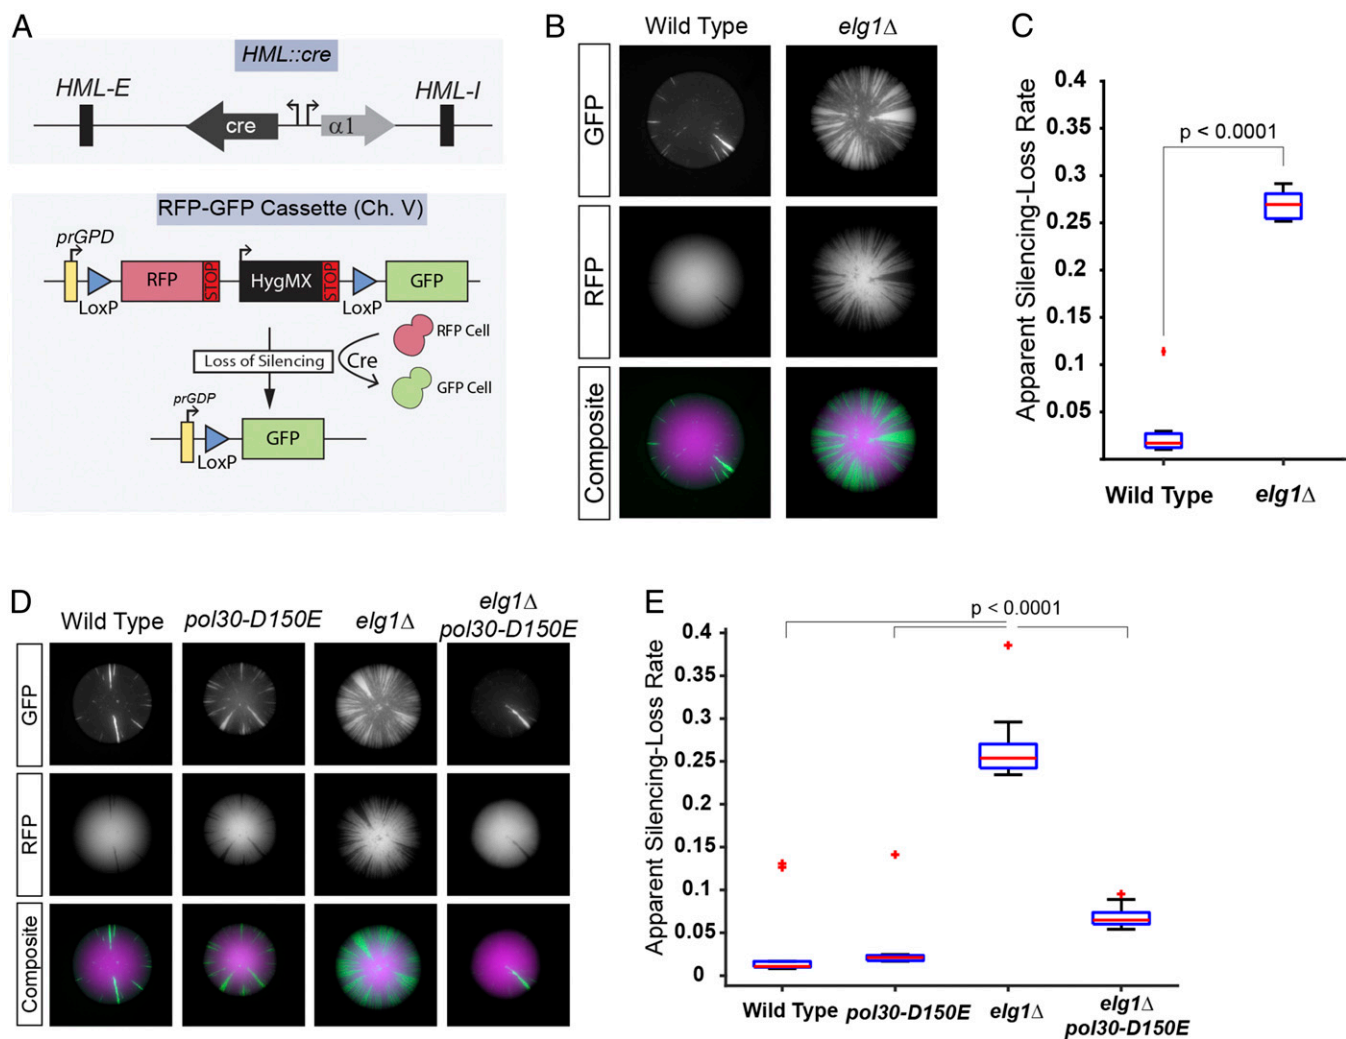 A
HML::cre
HML-E
HML-I
cre
α1
RFP-GFP Cassette (Ch. V)
prGPD
RFP
STOP
HygMX
STOP
GFP
LoxP
LoxP
Loss of Silencing
Cre
RFP Cell
GFP Cell
prGDP
GFP
LoxP
B
Wild Type
elg1Δ
GFP
RFP
Composite
C
Apparent Silencing-Loss Rate
0.4
0.35
0.3
0.25
0.2
0.15
0.1
0.05
p < 0.0001
Wild Type
elg1Δ
D
Wild Type
pol30-D150E
elg1Δ
elg1Δ
pol30-D150E
GFP
RFP
Composite
E
Apparent Silencing-Loss Rate
p < 0.0001
0.4
0.35
0.3
0.25
0.2
0.15
0.1
0.05
0
Wild Type
pol30-D150E
elg1Δ
elg1Δ
pol30-D150E